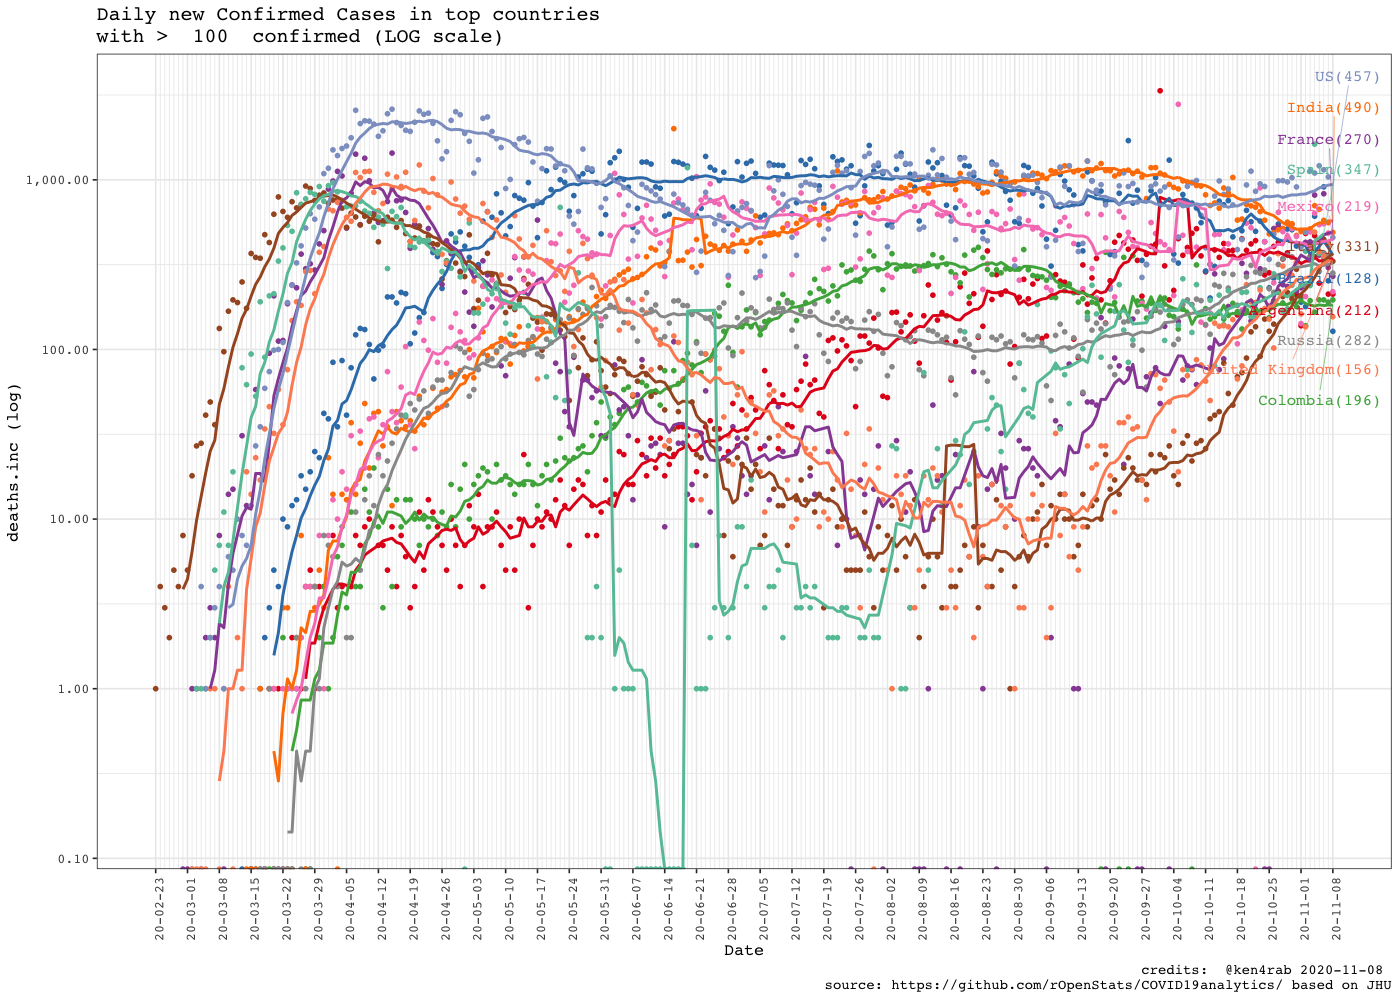 Daily new Confirmed Cases in top countries
with >  100  confirmed (LOG scale)
US(457)
India(490)
France(270)
Spain(347)
Mexico(219)
Italy(331)
Brazil(128)
Argentina(212)
Russia(282)
United Kingdom(156)
Colombia(196)
deaths.inc (log)
1,000.00
100.00
10.00
1.00
0.10
20-02-23
20-03-01
20-03-08
20-03-15
20-03-22
20-03-29
20-04-05
20-04-12
20-04-19
20-04-26
20-05-03
20-05-10
20-05-17
20-05-24
20-05-31
20-06-07
20-06-14
20-06-21
20-06-28
20-07-05
20-07-12
20-07-19
20-07-26
20-08-02
20-08-09
20-08-16
20-08-23
20-08-30
20-09-06
20-09-13
20-09-20
20-09-27
20-10-04
20-10-11
20-10-18
20-10-25
20-11-01
20-11-08
Date
credits:  @ken4rab 2020-11-08
source: https://github.com/rOpenStats/COVID19analytics/ based on JHU